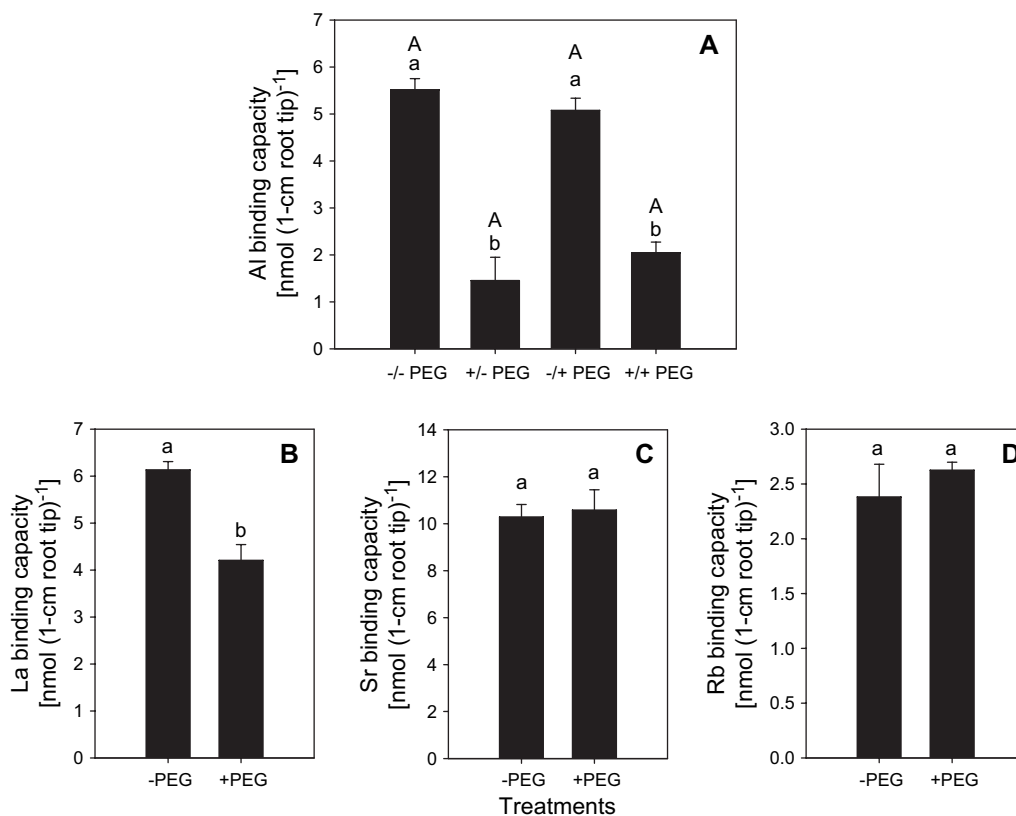 A
Al binding capacity
[nmol (1-cm root tip)-1]
7
6
5
4
3
2
1
0
A
a
A
b
A
a
A
b
-/- PEG
+/- PEG
-/+ PEG
+/+ PEG
B
La binding capacity
[nmol (1-cm root tip)-1]
7
6
5
4
3
2
1
0
a
b
-PEG
+PEG
C
Sr binding capacity
[nmol (1-cm root tip)-1]
14
12
10
8
6
4
2
0
a
a
-PEG
+PEG
D
Rb binding capacity
[nmol (1-cm root tip)-1]
3.0
2.5
2.0
1.5
1.0
0.5
0.0
a
a
-PEG
+PEG
Treatments